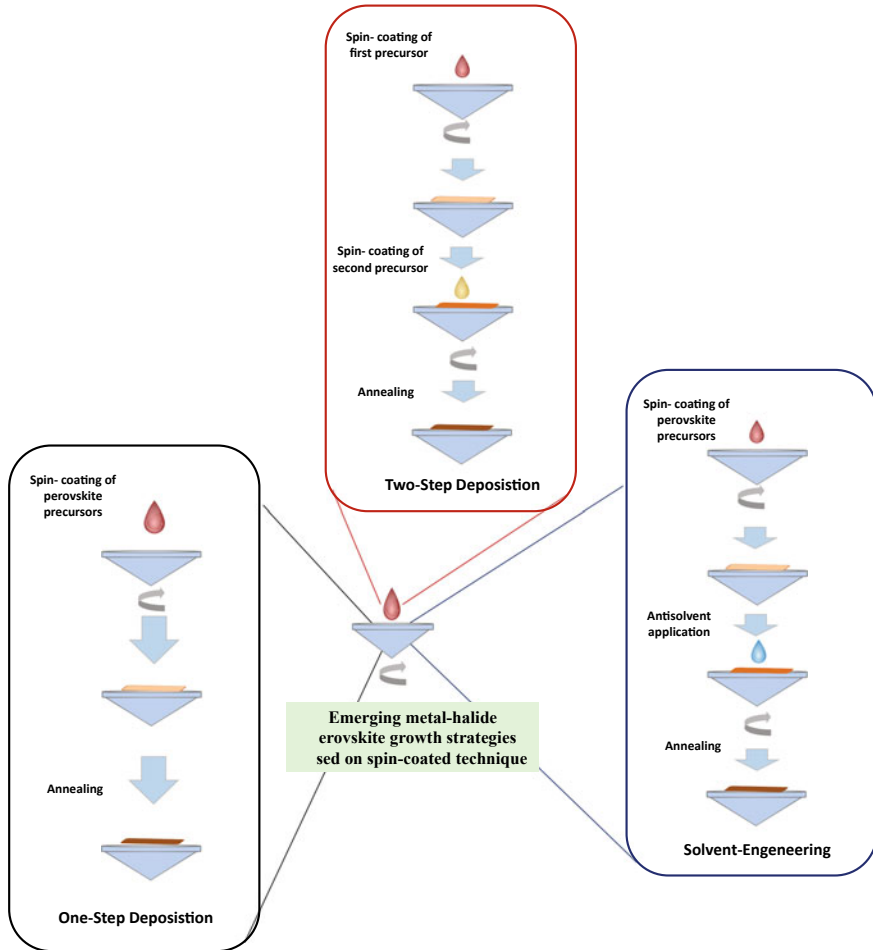 Spin- coating of
first precursor
Spin- coating of
second precursor
Annealing
Two-Step Deposistion
Spin- coating of
perovskite
precursors
Annealing
One-Step Deposistion
Spin- coating of
perovskite
precursors
Antisolvent
application
Annealing
Solvent-Engeneering
Emerging metal-halide
erovskite growth strategies
sed on spin-coated technique